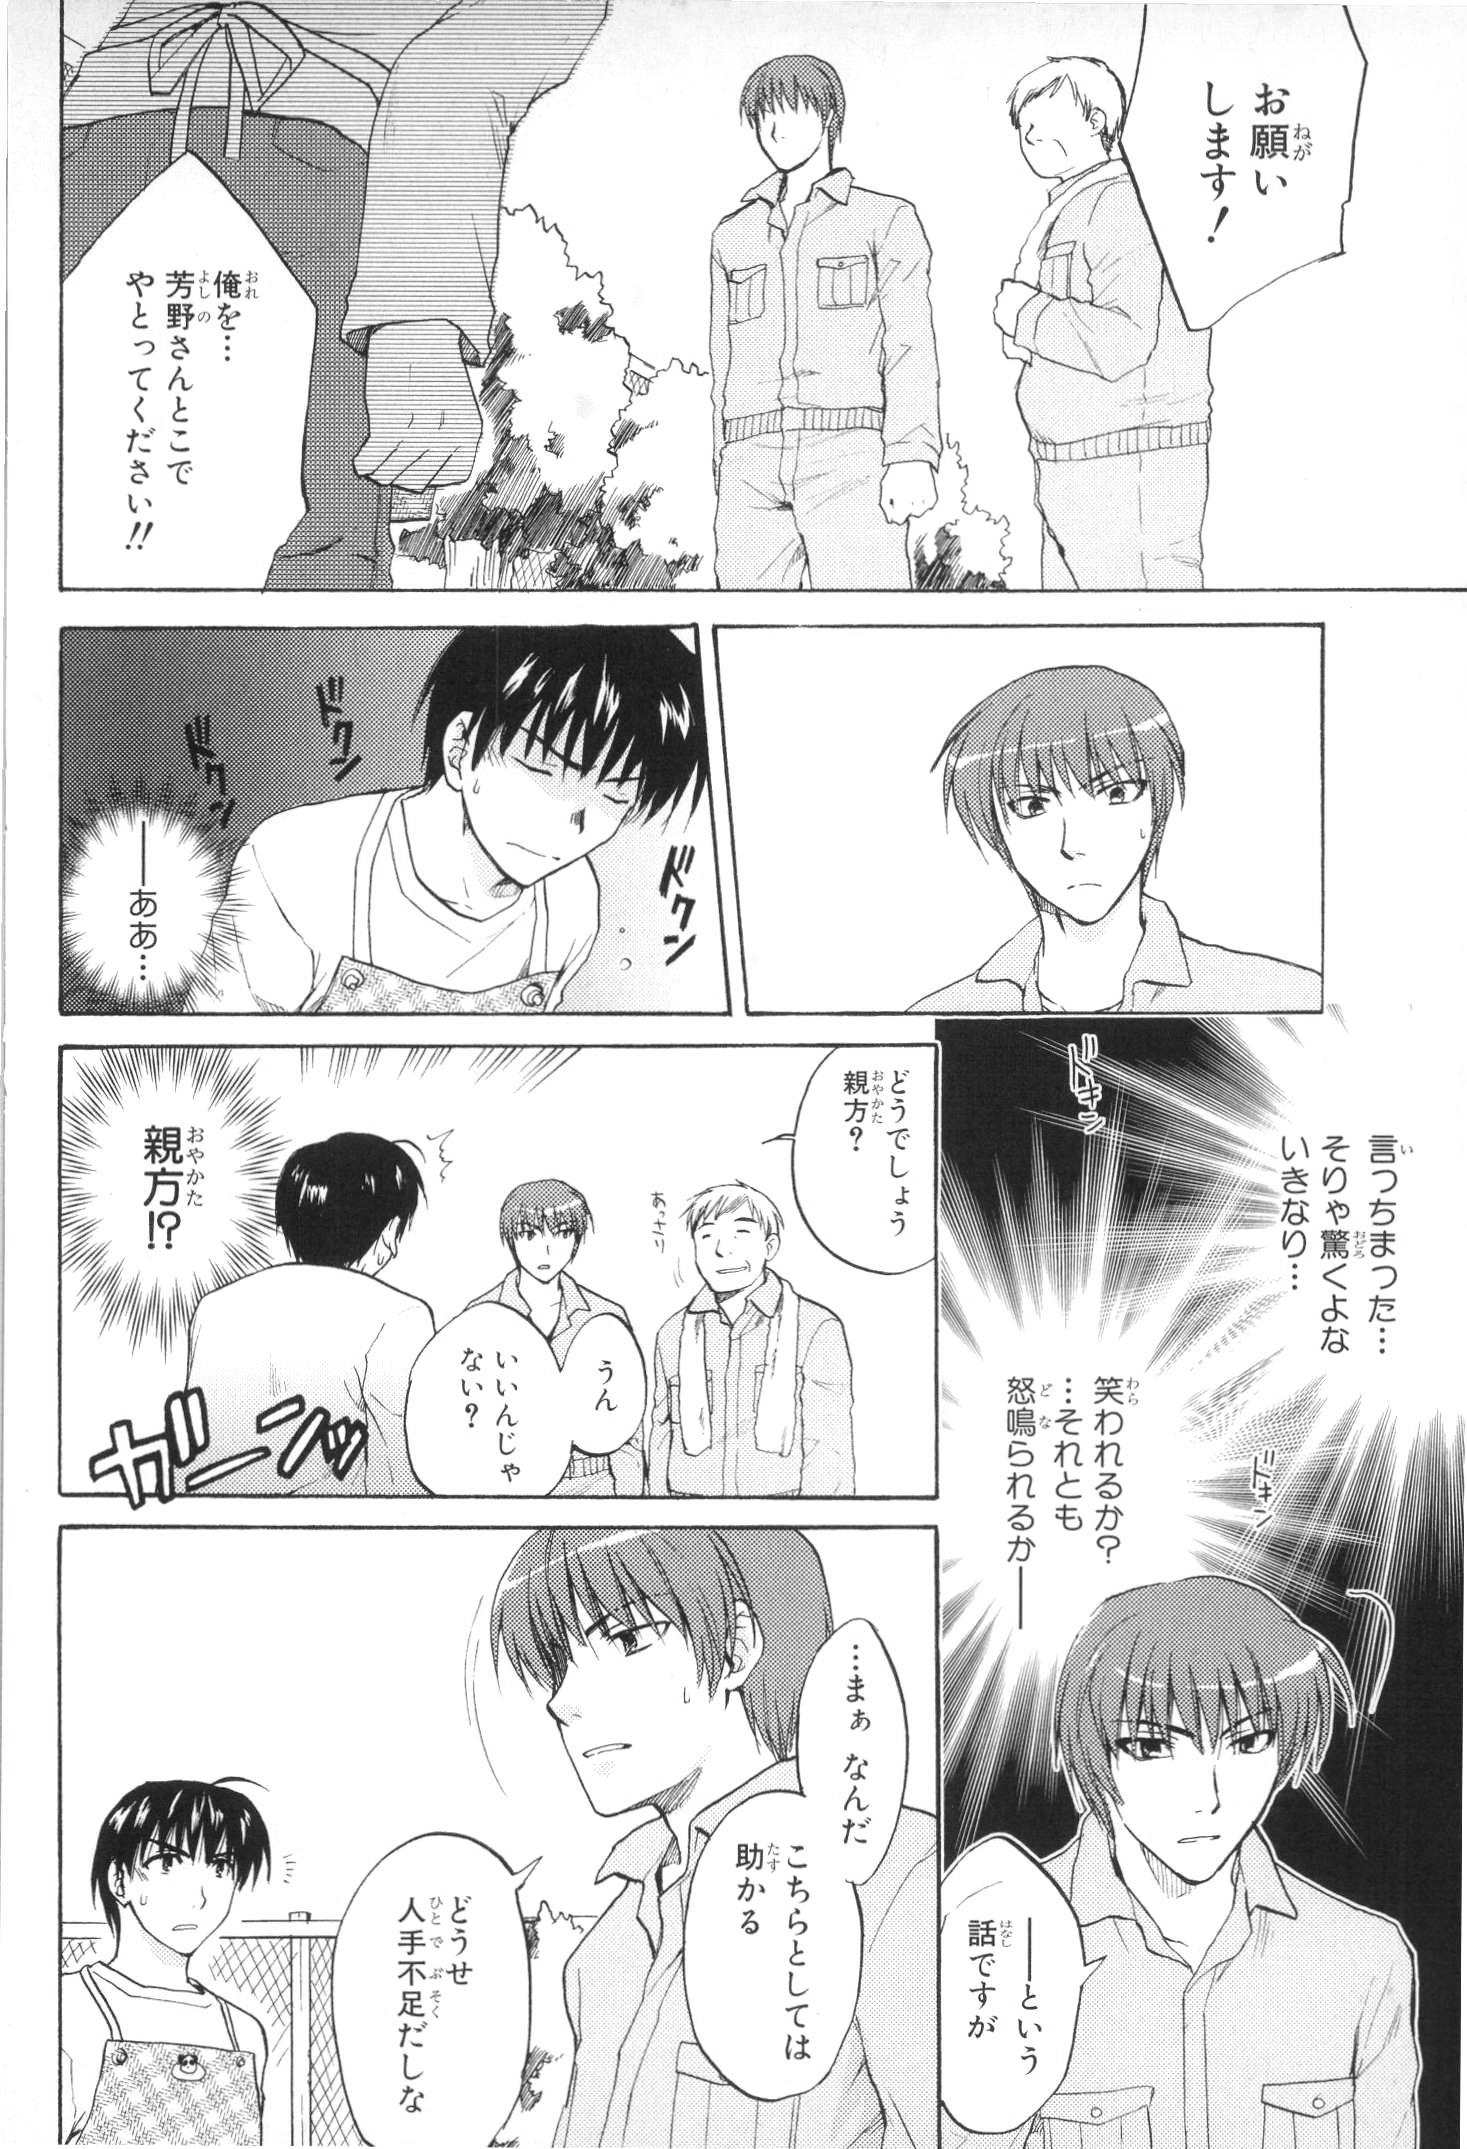 お願い
します!
俺を…
芳野さんとこで
やとってください!!
ドクン
ドクン
ドクン
――ああ…
言っちまった…
そりゃ驚くよな
いきなり…
ドキン
笑われるか?
…それとも
怒鳴られるか――
ドキン
――という
話ですが
どうでしょう
親方?
あっさり
うん
いいんじゃ
ない?
親方!?
ガーンッ
…まぁ なんだ
こちらとしては
助かる
どうせ
人手不足だしな